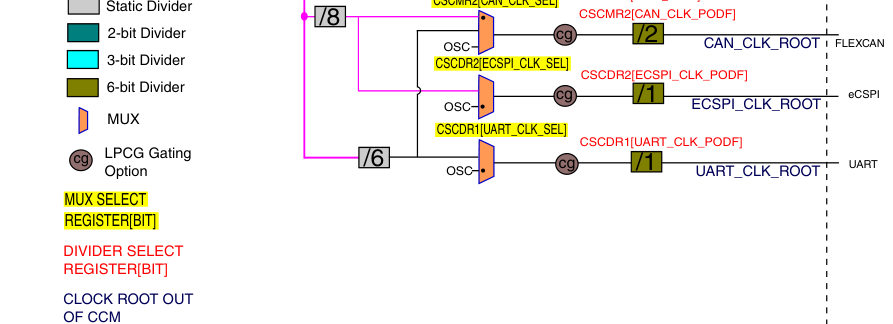 Static Divider
2-bit Divider
3-bit Divider
6-bit Divider
MUX
cg
LPCG Gating
Option
MUX SELECT
REGISTER[BIT]
DIVIDER SELECT
REGISTER[BIT]
CLOCK ROOT OUT
OF CCM
CSCMR2[CAN_CLK_SEL]
/8
OSC
cg
CSCMR2[CAN_CLK_PODF]
/2
CAN_CLK_ROOT
FLEXCAN
CSCDR2[ECSPI_CLK_SEL]
OSC
cg
CSCDR2[ECSPI_CLK_PODF]
/1
ECSPI_CLK_ROOT
eCSPI
CSCDR1[UART_CLK_SEL]
/6
OSC
cg
CSCDR1[UART_CLK_PODF]
/1
UART_CLK_ROOT
UART